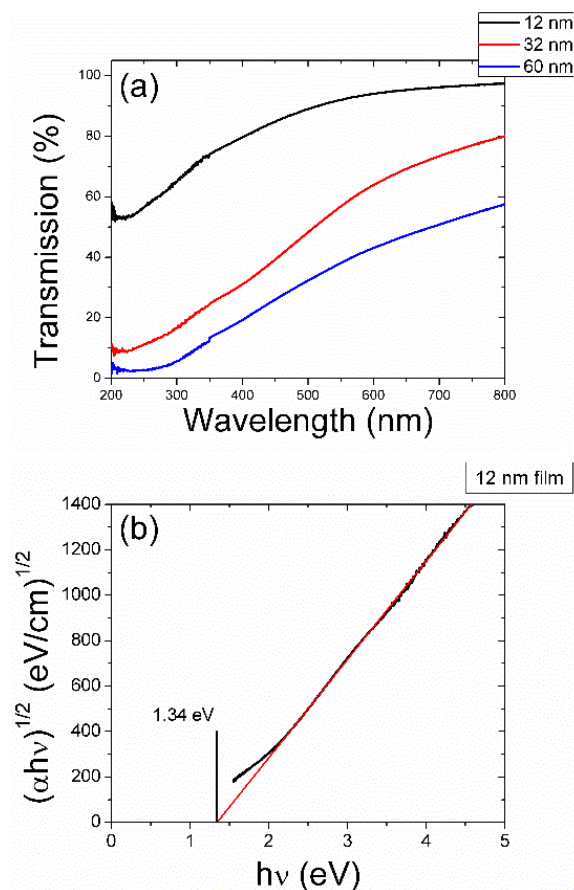 12 nm
32 nm
60 nm
(a)
100
80
60
40
20
0
Transmission (%)
200 300 400 500 600 700 800
Wavelength (nm)
12 nm film
(b)
1400
1200
1000
800
600
400
200
0
(αhν)^1/2 (eV/cm)^1/2
1.34 eV
0 1 2 3 4 5
hν (eV)